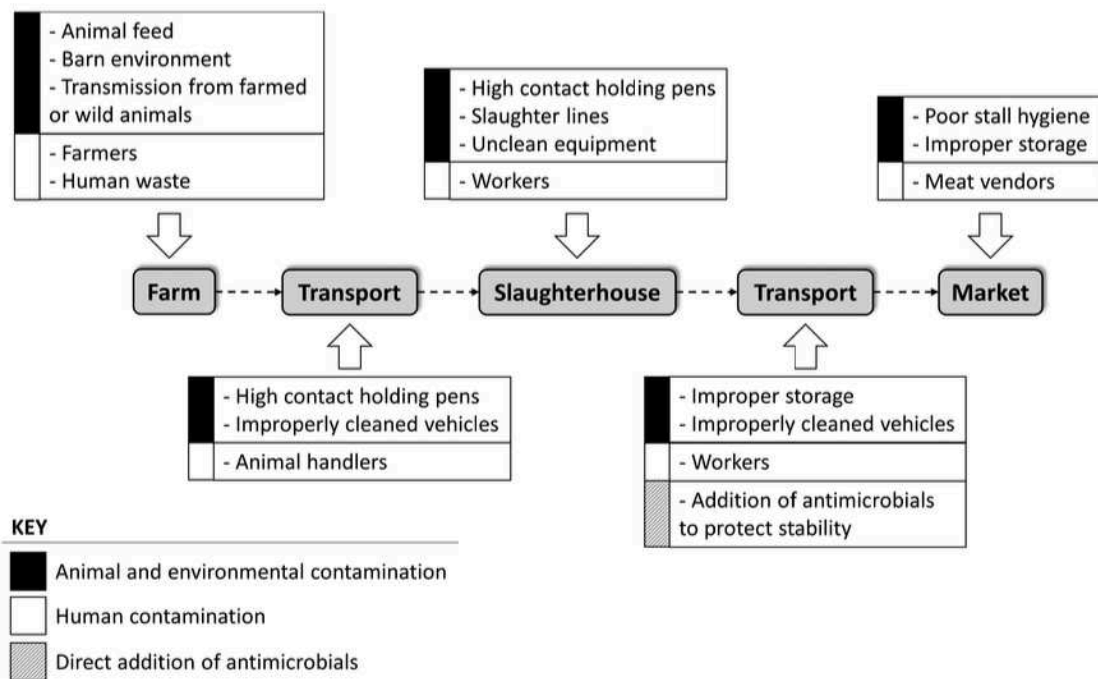 - Animal feed
- Barn environment
- Transmission from farmed
or wild animals
- Farmers
- Human waste
- High contact holding pens
- Slaughter lines
- Unclean equipment
- Workers
- Poor stall hygiene
- Improper storage
- Meat vendors
Farm
Transport
Slaughterhouse
Transport
Market
- High contact holding pens
- Improperly cleaned vehicles
- Animal handlers
- Improper storage
- Improperly cleaned vehicles
- Workers
- Addition of antimicrobials
to protect stability
KEY
Animal and environmental contamination
Human contamination
Direct addition of antimicrobials